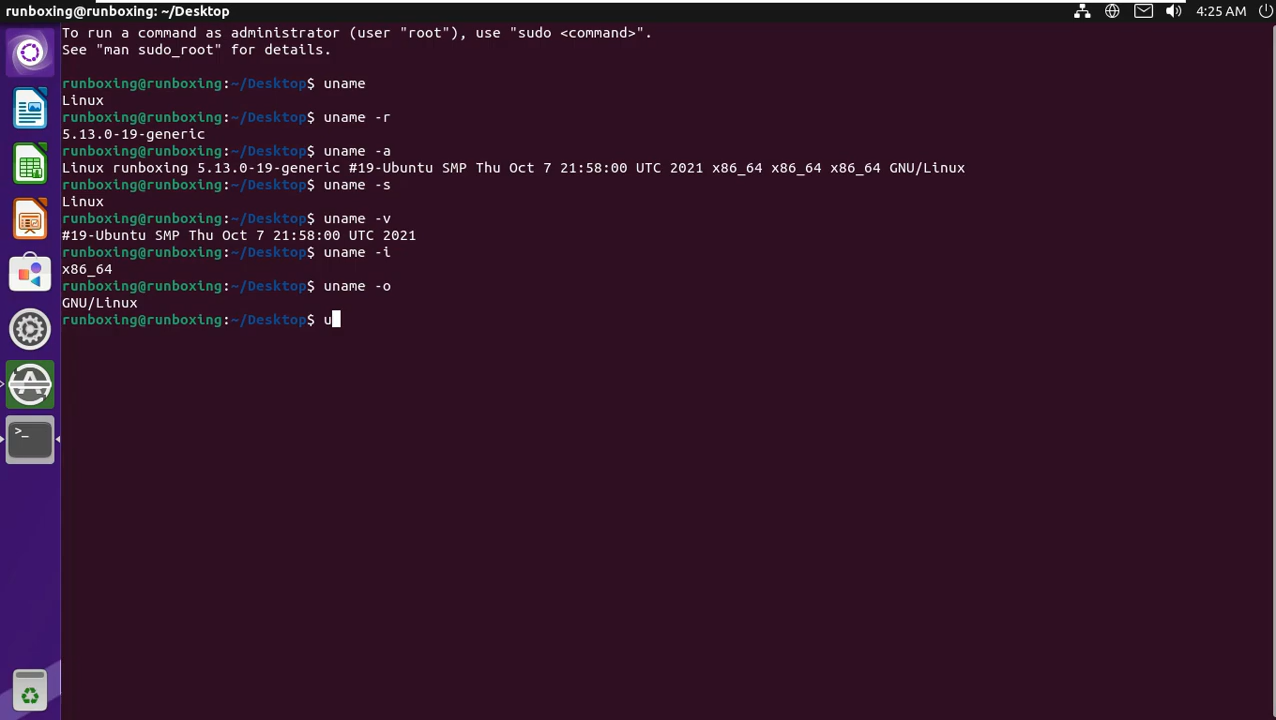 runboxing@runboxing: ~/Desktop
4:25 AM
To run a command as administrator (user "root"), use "sudo <command>".
See "man sudo_root" for details.
runboxing@runboxing:~/Desktop$ uname
Linux
runboxing@runboxing:~/Desktop$ uname -r
5.13.0-19-generic
runboxing@runboxing:~/Desktop$ uname -a
Linux runboxing 5.13.0-19-generic #19-Ubuntu SMP Thu Oct 7 21:58:00 UTC 2021 x86_64 x86_64 x86_64 GNU/Linux
runboxing@runboxing:~/Desktop$ uname -s
Linux
runboxing@runboxing:~/Desktop$ uname -v
#19-Ubuntu SMP Thu Oct 7 21:58:00 UTC 2021
runboxing@runboxing:~/Desktop$ uname -i
x86_64
runboxing@runboxing:~/Desktop$ uname -o
GNU/Linux
runboxing@runboxing:~/Desktop$ u